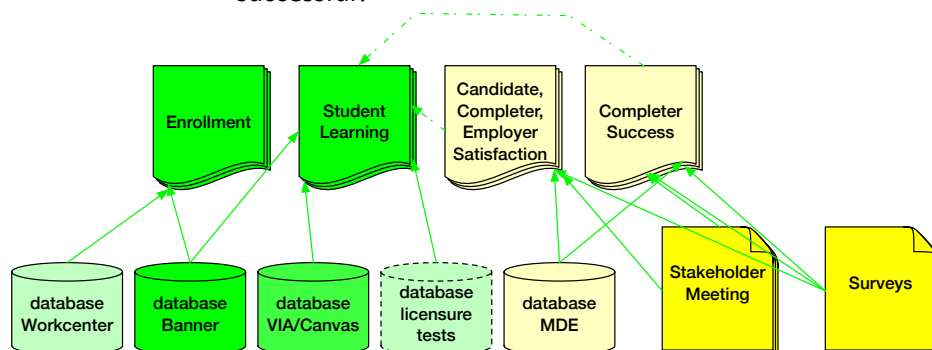 Enrollment
Student
Learning
Candidate,
Completer,
Employer
Satisfaction
Completer
Success
database
Workcenter
database
Banner
database
VIA/Canvas
database
licensure
tests
database
MDE
Stakeholder
Meeting
Surveys